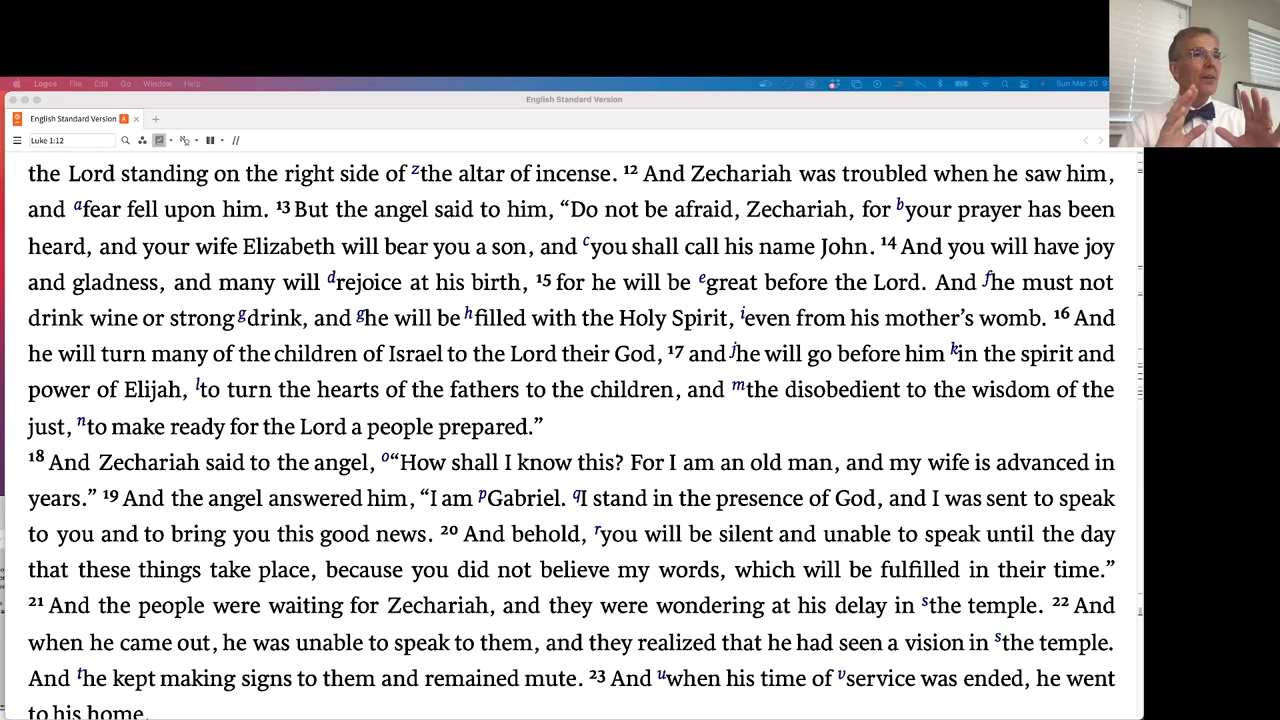 Logos File Edit Go Window Help
Sun Mar 20
English Standard Version
English Standard Version A
Luke 1:12
the Lord standing on the right side of zthe altar of incense. 12 And Zechariah was troubled when he saw him,
and afear fell upon him. 13 But the angel said to him, “Do not be afraid, Zechariah, for byour prayer has been
heard, and your wife Elizabeth will bear you a son, and cyou shall call his name John. 14 And you will have joy
and gladness, and many will drejoice at his birth, 15 for he will be egreat before the Lord. And fhe must not
drink wine or strong gdrink, and ghe will be hfilled with the Holy Spirit, ieven from his mother’s womb. 16 And
he will turn many of the children of Israel to the Lord their God, 17 and jhe will go before him kin the spirit and
power of Elijah, lto turn the hearts of the fathers to the children, and mthe disobedient to the wisdom of the
just, nto make ready for the Lord a people prepared.”
18 And Zechariah said to the angel, o“How shall I know this? For I am an old man, and my wife is advanced in
years.” 19 And the angel answered him, “I am pGabriel. qI stand in the presence of God, and I was sent to speak
to you and to bring you this good news. 20 And behold, ryou will be silent and unable to speak until the day
that these things take place, because you did not believe my words, which will be fulfilled in their time.”
21 And the people were waiting for Zechariah, and they were wondering at his delay in sthe temple. 22 And
when he came out, he was unable to speak to them, and they realized that he had seen a vision in sthe temple.
And the kept making signs to them and remained mute. 23 And uwhen his time of vservice was ended, he went
to his home.